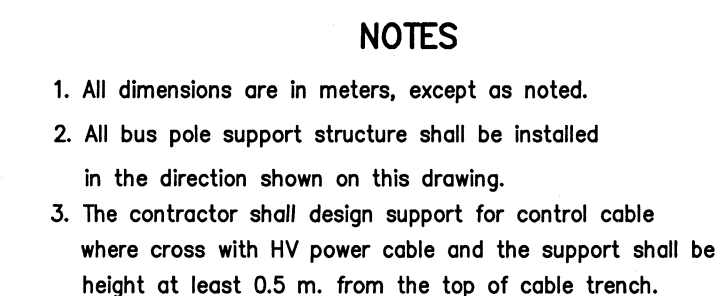 NOTES
1. All dimensions are in meters, except as noted.
2. All bus pole support structure shall be installed
in the direction shown on this drawing.
3. The contractor shall design support for control cable
where cross with HV power cable and the support shall be
height at least 0.5 m. from the top of cable trench.